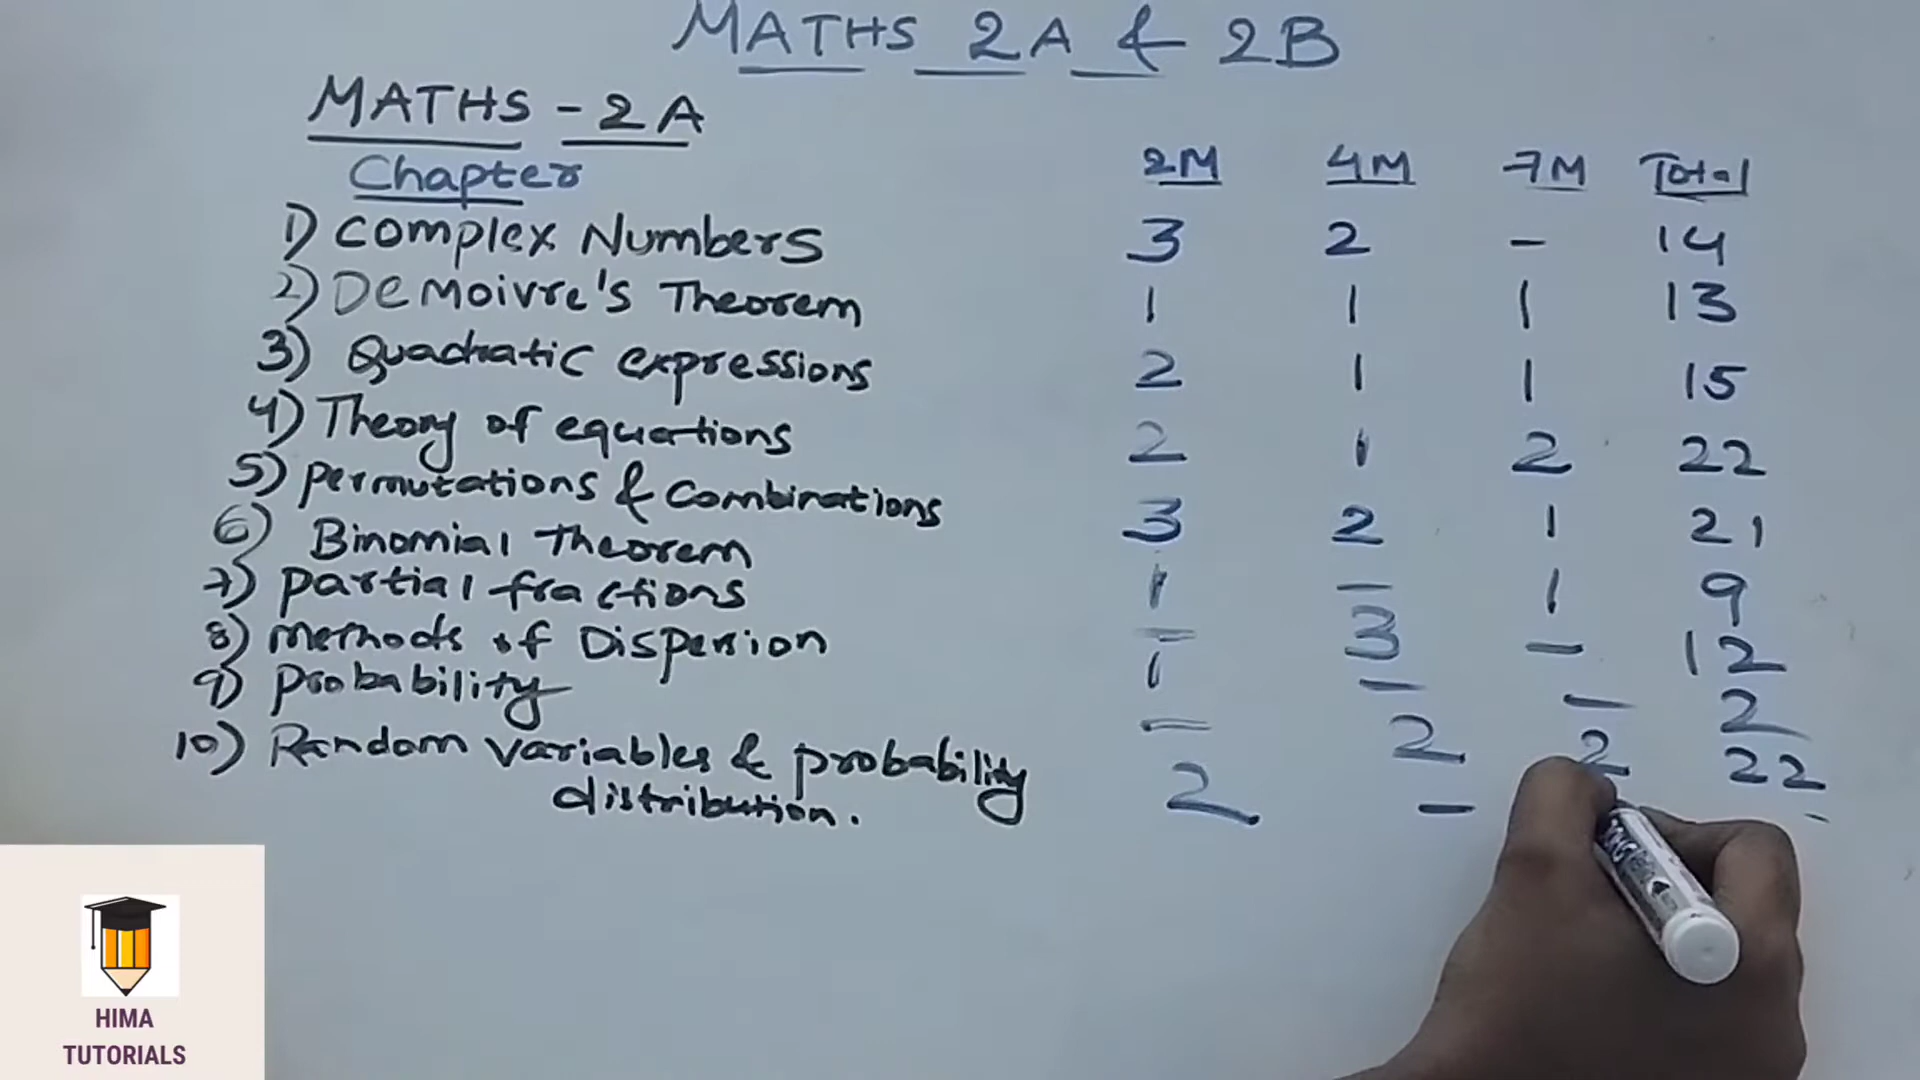 MATHS 2A & 2B
MATHS - 2A
Chapter 2M 4M 7M Total
1) Complex Numbers 3 2 - 14
2) De Moivre's Theorem 1 1 1 13
3) Quadratic expressions 2 1 1 15
4) Theory of equations 2 1 2 22
5) Permutations & Combinations 3 2 1 21
6) Binomial Theorem 1 - 1 9
7) Partial fractions - 3 - 12
8) Methods of Dispersion 1 - - 2
9) Probability - 2 2 22
10) Random variables & probability 2 -
distribution.
HIMA
TUTORIALS